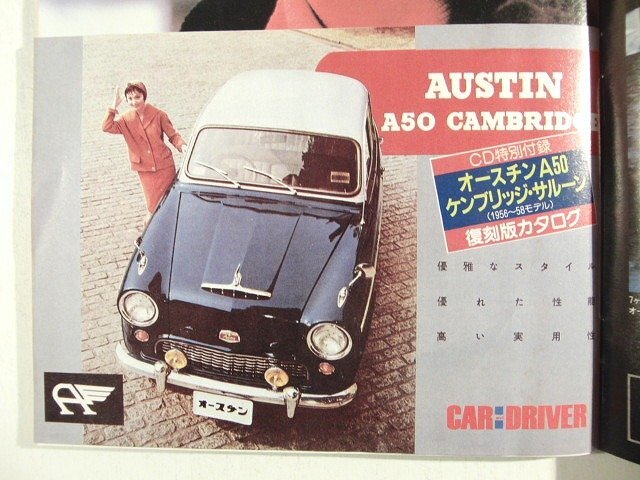 AUSTIN
A50 CAMBRIDGE
CD特別付録
オースチンA50
ケンブリッジ・サルーン
(1956〜58モデル)
復刻版カタログ
優雅なスタイル
優れた性能
高い実用性
オースチン
CAR and DRIVER